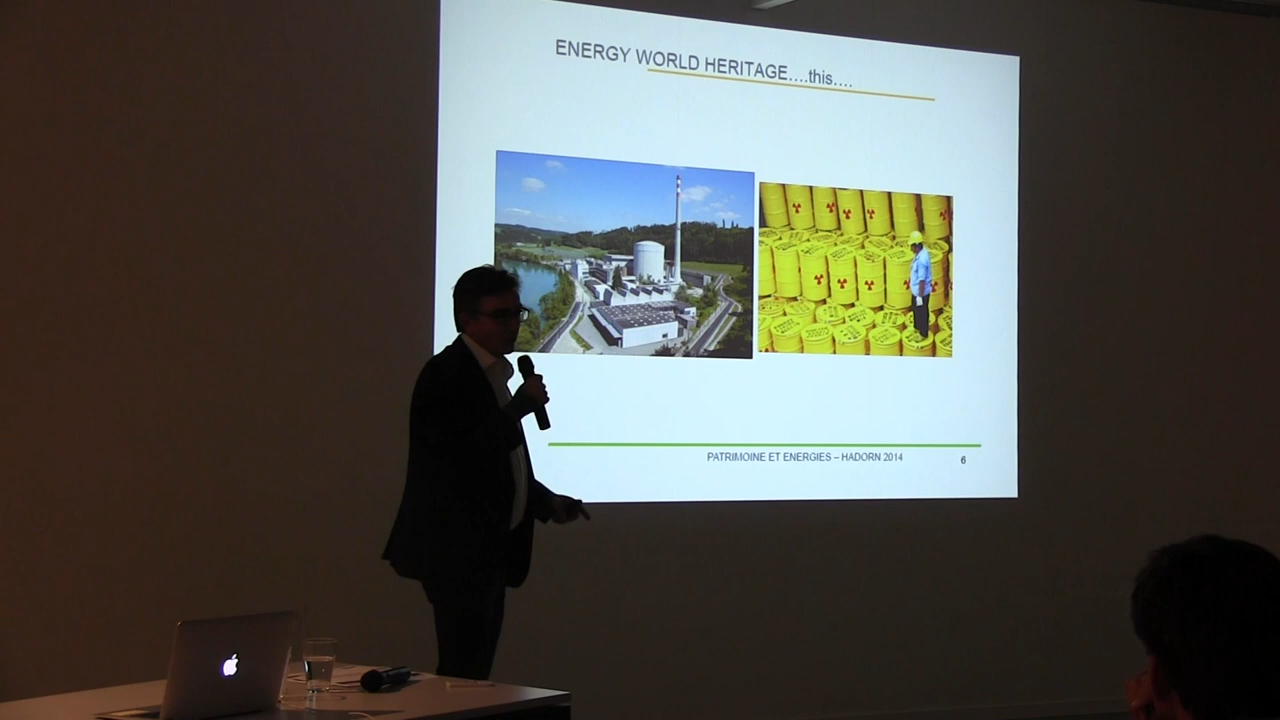 ENERGY WORLD HERITAGE....this....
PATRIMOINE ET ENERGIES – HADORN 2014
6